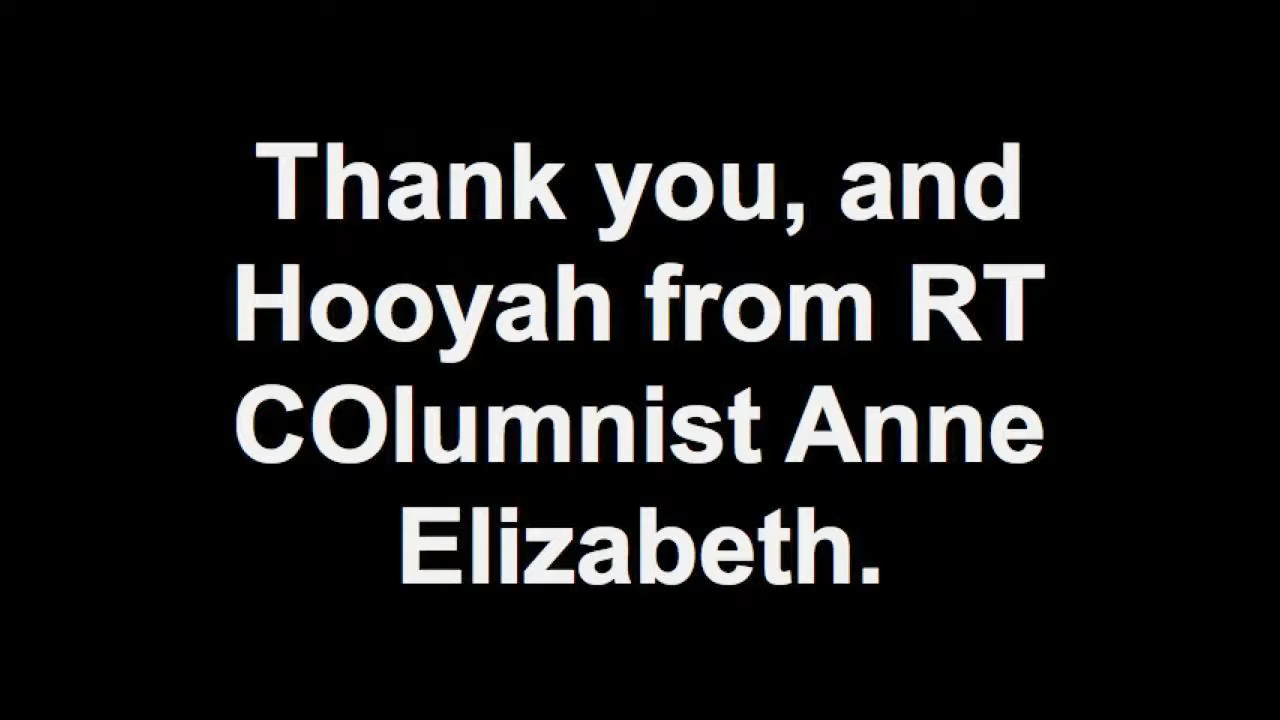 Thank you, and
Hooyah from RT
COlumnist Anne
Elizabeth.